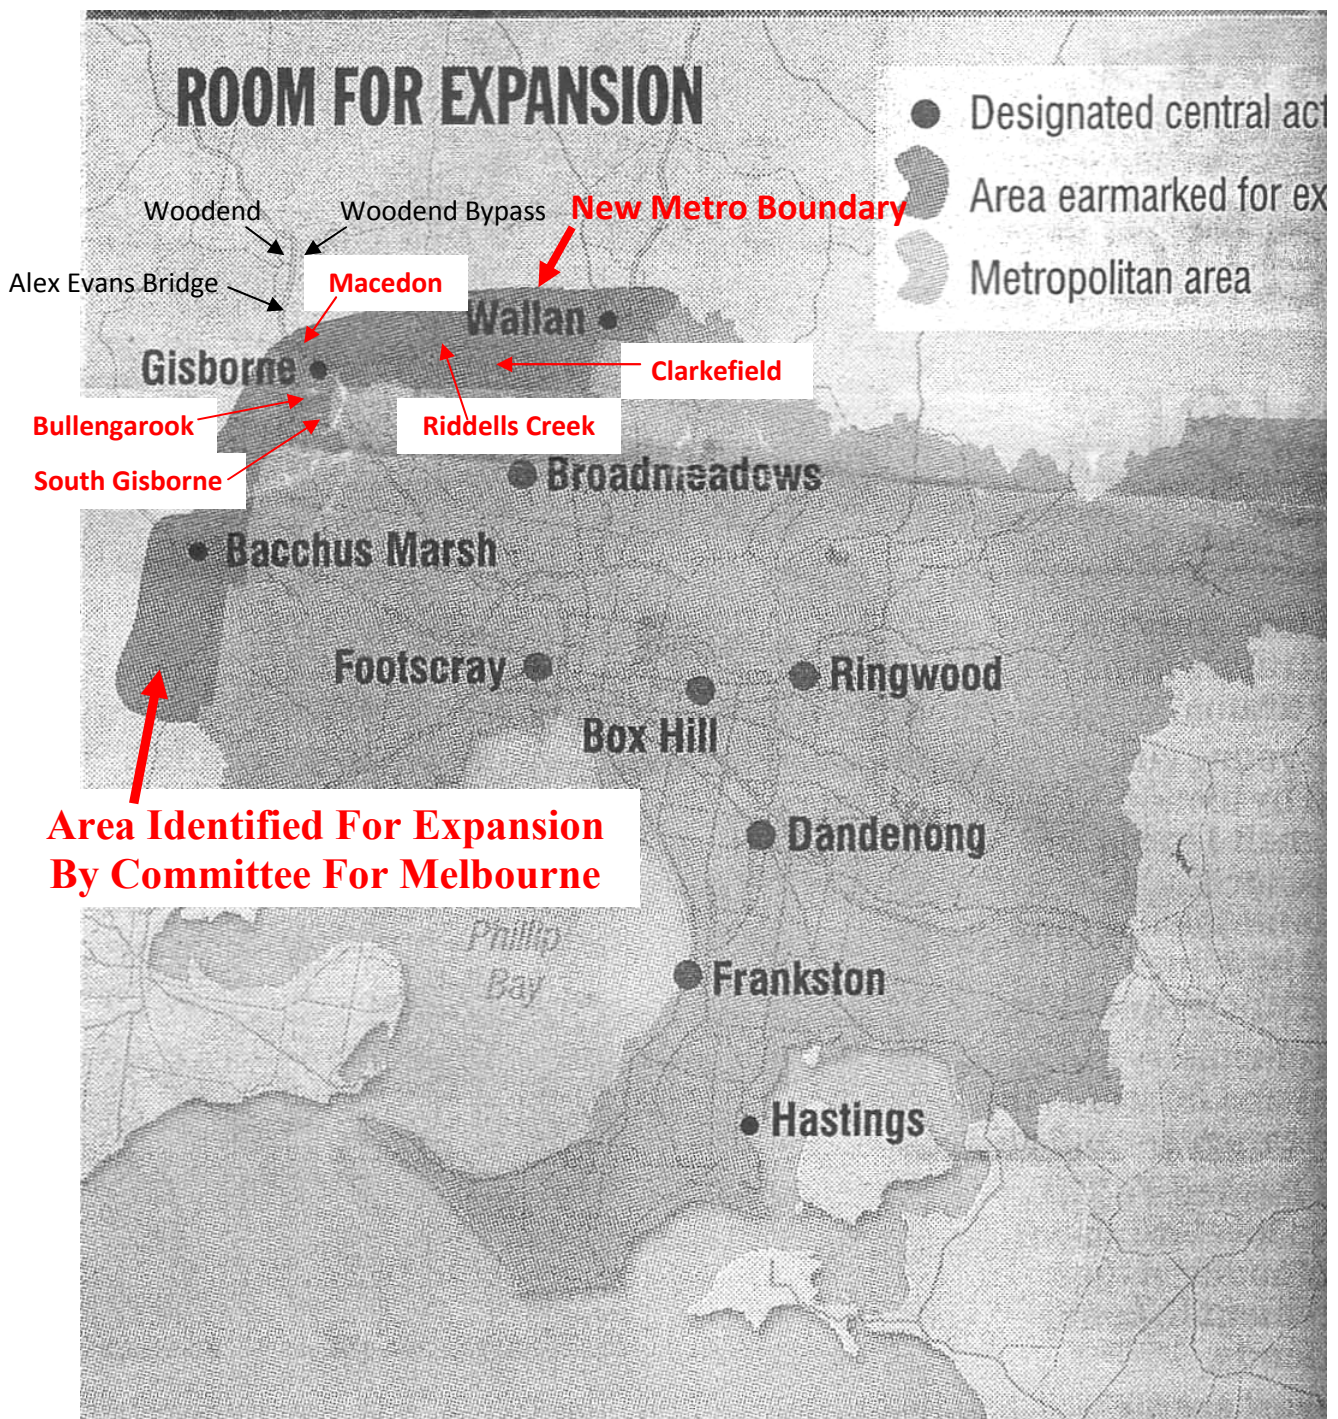 ROOM FOR EXPANSION
Designated central act
Area earmarked for ex
Metropolitan area
Woodend
Woodend Bypass
New Metro Boundary
Alex Evans Bridge
Macedon
Wallan
Gisborne
Clarkefield
Bullengarook
Riddells Creek
South Gisborne
Broadmeadows
Bacchus Marsh
Footscray
Ringwood
Box Hill
Area Identified For Expansion
By Committee For Melbourne
Dandenong
Phillip
Bay
Frankston
Hastings